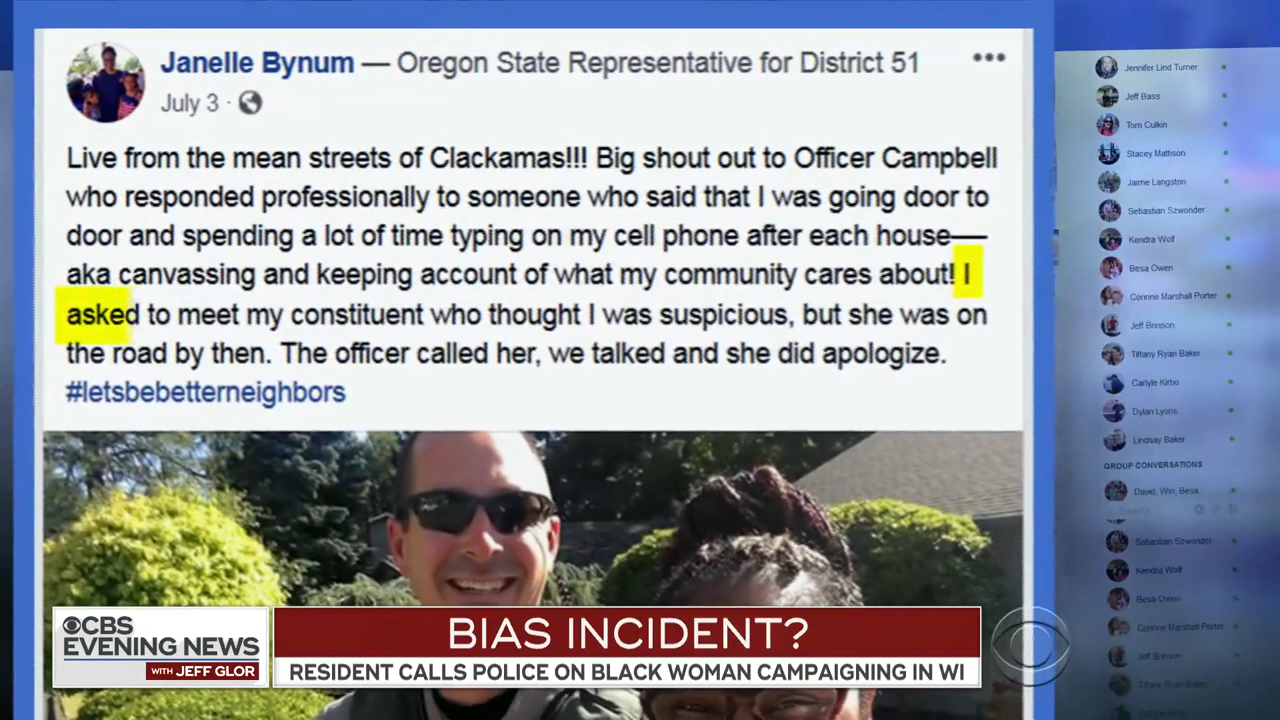 Janelle Bynum — Oregon State Representative for District 51
July 3 ·
Live from the mean streets of Clackamas!!! Big shout out to Officer Campbell
who responded professionally to someone who said that I was going door to
door and spending a lot of time typing on my cell phone after each house—
aka canvassing and keeping account of what my community cares about! I
asked to meet my constituent who thought I was suspicious, but she was on
the road by then. The officer called her, we talked and she did apologize.
#letsbebetterneighbors
Jennifer Lind Turner
Jeff Bass
Tom Culkin
Stacey Mattison
Jaime Langston
Sebastian Szwonder
Kendra Wolf
Besa Owen
Corinne Marshall Porter
Jeff Brinson
Tiffany Ryan Baker
Carlyle Kirbo
Dylan Lyons
Lindsay Baker
GROUP CONVERSATIONS
David, Win, Besa
Search
Sebastian Szwonder
Kendra Wolf
Besa Owen
Corinne Marshall Porter
Jeff Brinson
Tiffany Ryan Baker
CBS
EVENING NEWS
WITH JEFF GLOR
BIAS INCIDENT?
RESIDENT CALLS POLICE ON BLACK WOMAN CAMPAIGNING IN WI